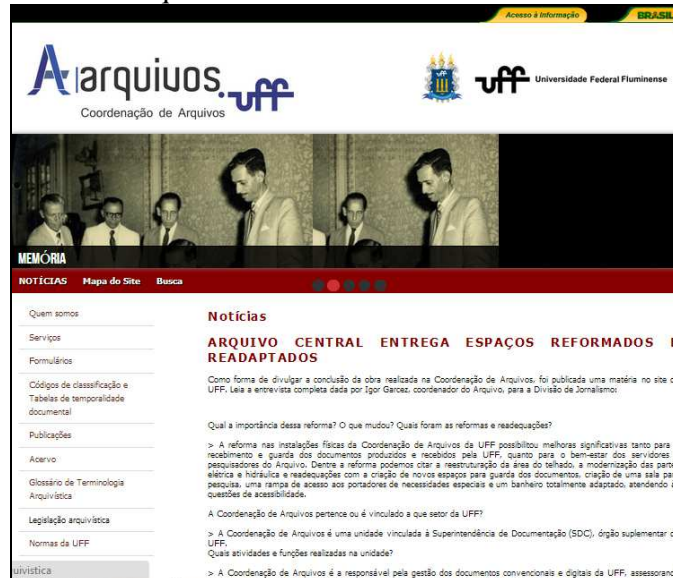 Acesso à Informação
BRASIL
A arquivos.uff
Coordenação de Arquivos
uff Universidade Federal Fluminense
MEMÓRIA
NOTÍCIAS Mapa do Site Busca
Quem somos
Serviços
Formulários
Códigos de classsificação e
Tabelas de temporalidade
documental
Publicações
Acervo
Glossário de Terminologia
Arquivística
Legislação arquivística
Normas da UFF
uivistica
Notícias
ARQUIVO CENTRAL ENTREGA ESPAÇOS REFORMADOS E
READAPTADOS
Como forma de divulgar a conclusão da obra realizada na Coordenação de Arquivos, foi publicada uma matéria no site d
UFF. Leia a entrevista completa dada por Igor Garcez, coordenador do Arquivo, para a Divisão de Jornalismo:
Qual a importância dessa reforma? O que mudou? Quais foram as reformas e readequações?
> A reforma nas instalações físicas da Coordenação de Arquivos da UFF possibilitou melhoras significativas tanto para
recebimento e guarda dos documentos produzidos e recebidos pela UFF, quanto para o bem-estar dos servidores
pesquisadores do Arquivo. Dentre a reforma podemos citar a reestruturação da área do telhado, a modernização das parte
elétrica e hidráulica e readequações com a criação de novos espaços para guarda dos documentos, criação de uma sala par
pesquisa, uma rampa de acesso aos portadores de necessidades especiais e um banheiro totalmente adaptado, atendendo à
questões de acessibilidade.
A Coordenação de Arquivos pertence ou é vinculado a que setor da UFF?
> A Coordenação de Arquivos é uma unidade vinculada à Superintendência de Documentação (SDC), órgão suplementar d
UFF.
Quais atividades e funções realizadas na unidade?
> A Coordenação de Arquivos é a responsável pela gestão dos documentos convencionais e digitais da UFF, assessoranc